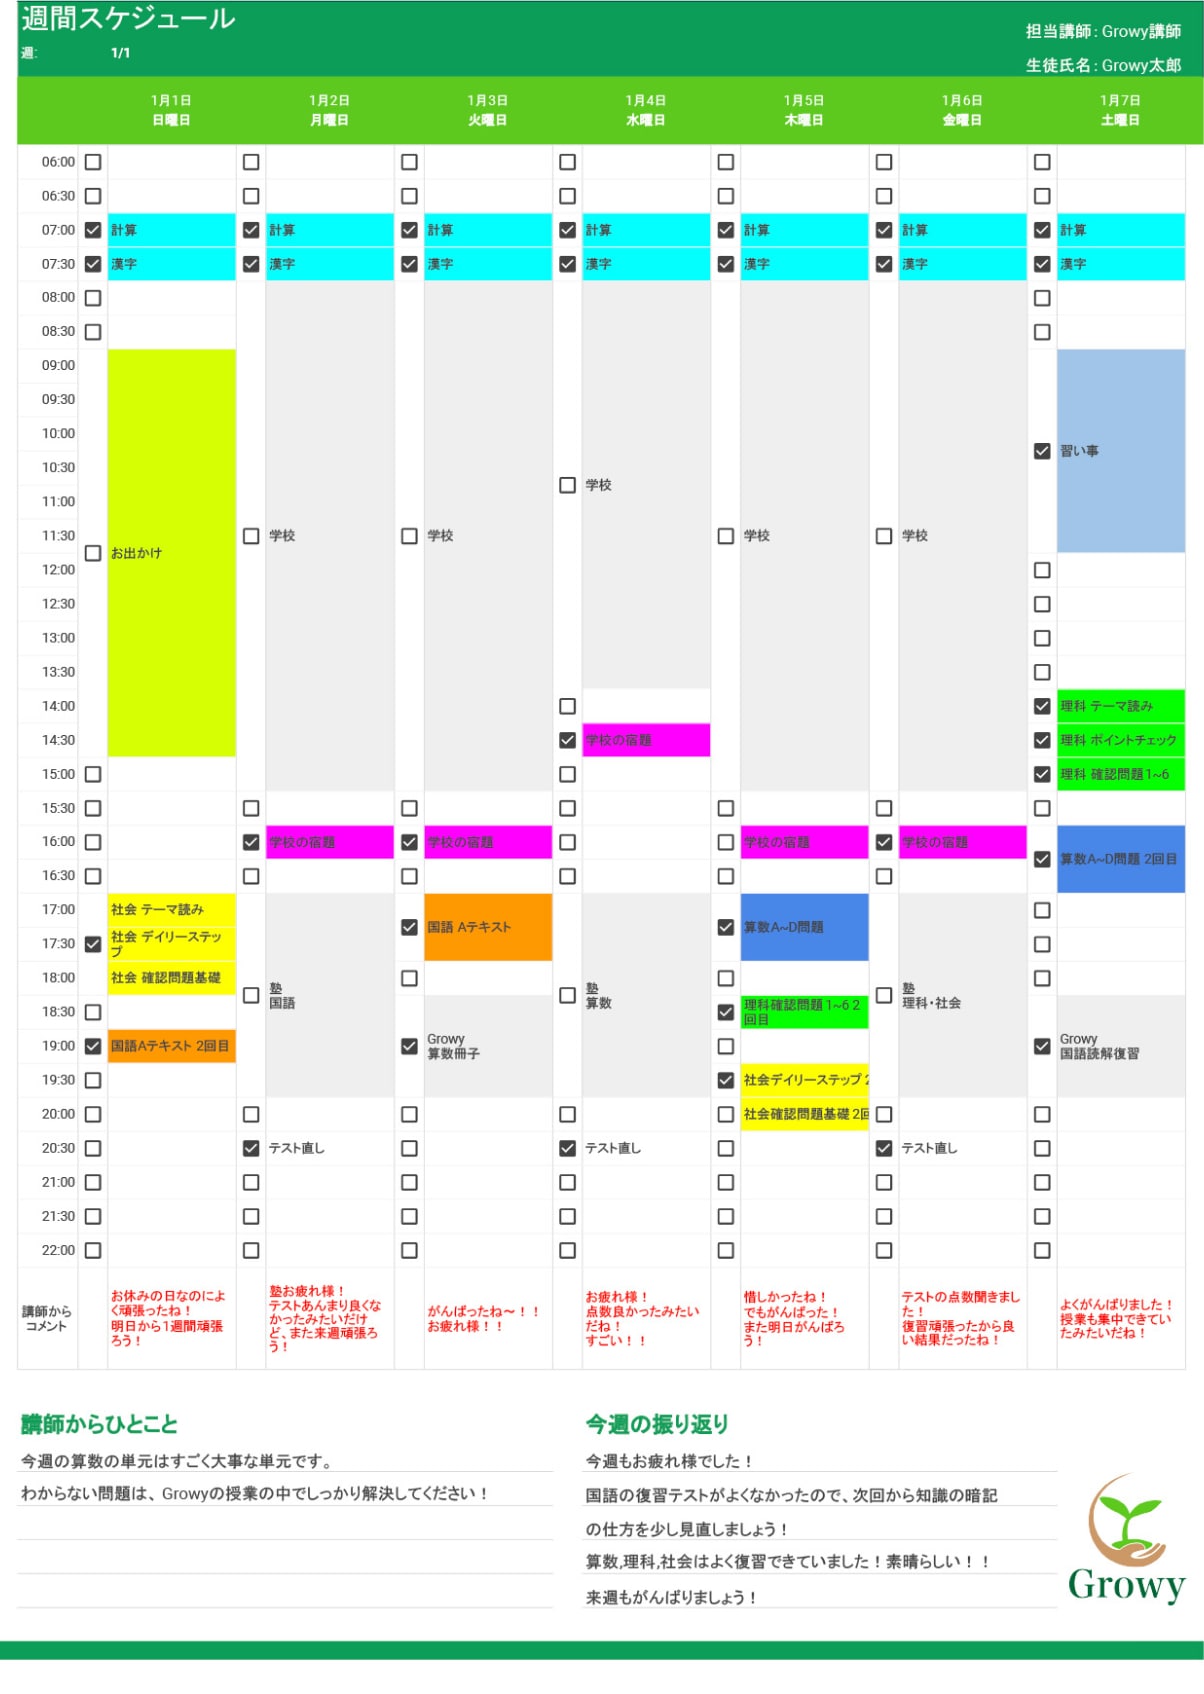 週間スケジュール
担当講師：Growy講師
週: 1/1
生徒氏名：Growy太郎
1月1日 1月2日 1月3日 1月4日 1月5日 1月6日 1月7日
日曜日 月曜日 火曜日 水曜日 木曜日 金曜日 土曜日
06:00
06:30
07:00 計算 計算 計算 計算 計算 計算 計算
07:30 漢字 漢字 漢字 漢字 漢字 漢字 漢字
08:00
08:30
09:00
09:30
10:00
習い事
10:30
学校
11:00
11:30 学校 学校 学校 学校
お出かけ
12:00
12:30
13:00
13:30
14:00 理科 テーマ読み
14:30 学校の宿題 理科 ポイントチェック
15:00 理科 確認問題1~6
15:30
16:00 学校の宿題 学校の宿題 学校の宿題 学校の宿題
算数A~D問題 2回目
16:30
17:00 社会 テーマ読み
国語 Aテキスト 算数A~D問題
17:30 社会 デイリーステッ
プ
18:00 社会 確認問題基礎
塾 塾 塾
国語 算数 理科・社会
18:30 理科確認問題1~6 2
回目
19:00 国語Aテキスト 2回目
Growy Growy
算数冊子 国語読解復習
19:30 社会デイリーステップ 2
20:00 社会確認問題基礎 2回
20:30 テスト直し テスト直し テスト直し
21:00
21:30
22:00
講師から
コメント
お休みの日なのによ
く頑張ったね！
明日から1週間頑張
ろう！
塾お疲れ様！
テストあんまり良くな
かったみたいだけ
ど、また来週頑張ろ
う！
がんばったね～！！
お疲れ様！！
お疲れ様！
点数良かったみたい
だね！
すごい！！
惜しかったね！
でもがんばった！
また明日がんばろ
う！
テストの点数聞きまし
た！
復習頑張ったから良
い結果だったね！
よくがんばりました！
授業も集中できてい
たみたいだね！
講師からひとこと
今週の算数の単元はすごく大事な単元です。
わからない問題は、Growyの授業の中でしっかり解決してください！
今週の振り返り
今週もお疲れ様でした！
国語の復習テストがよくなかったので、次回から知識の暗記
の仕方を少し見直しましょう！
算数,理科,社会はよく復習できていました！素晴らしい！！
来週もがんばりましょう！
Growy